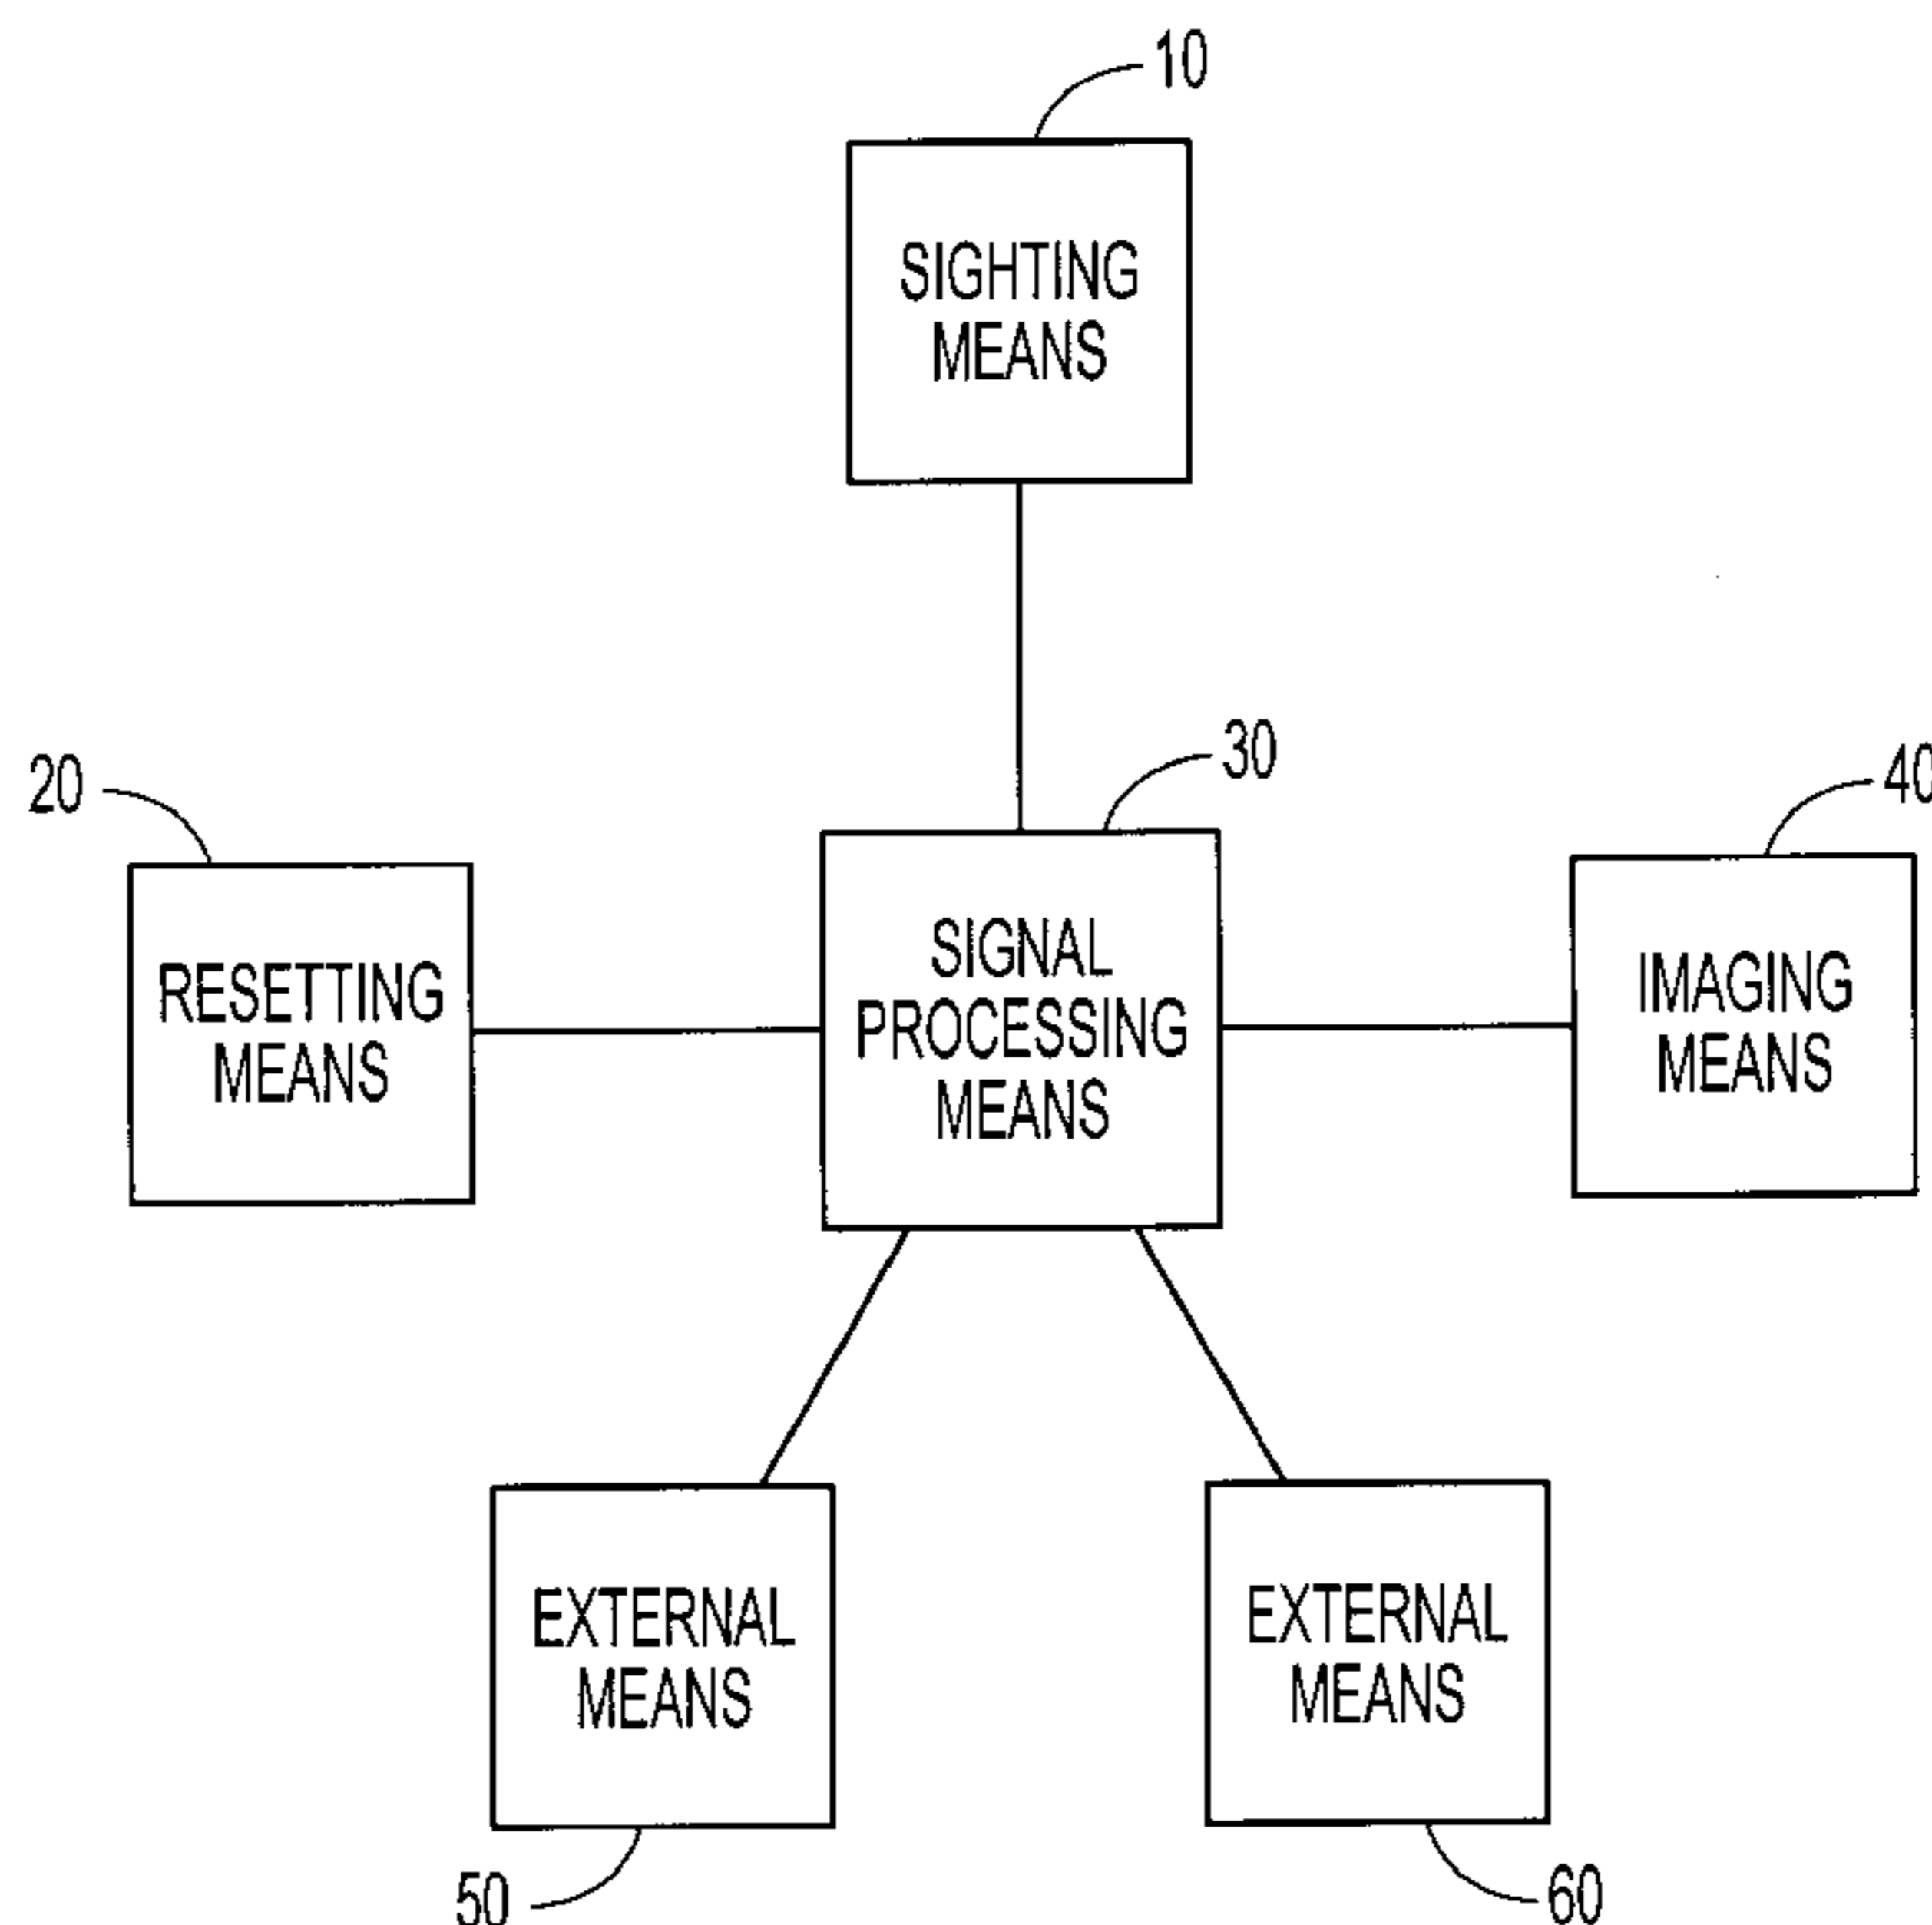 10
SIGHTING
MEANS
30
20
40
SIGNAL
PROCESSING
MEANS
RESETTING
MEANS
IMAGING
MEANS
EXTERNAL
MEANS
EXTERNAL
MEANS
50
60